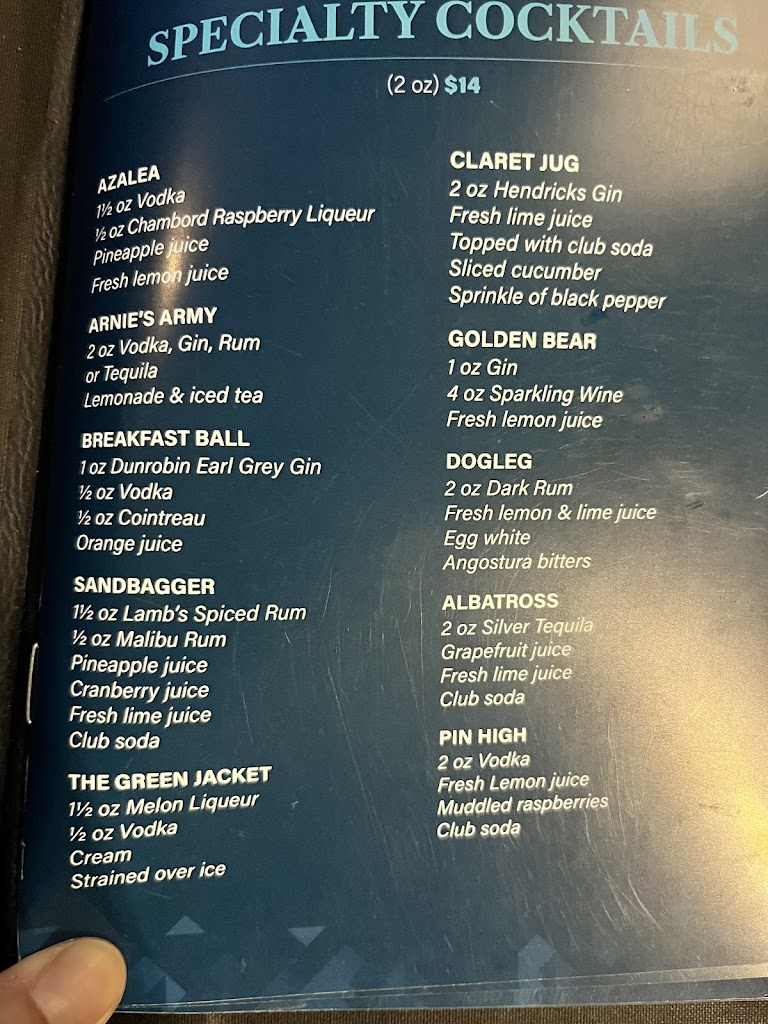 SPECIALTY COCKTAILS
(2 oz) $14
AZALEA
1½ oz Vodka
½ oz Chambord Raspberry Liqueur
Pineapple juice
Fresh lemon juice
ARNIE'S ARMY
2 oz Vodka, Gin, Rum
or Tequila
Lemonade & iced tea
BREAKFAST BALL
1 oz Dunrobin Earl Grey Gin
½ oz Vodka
½ oz Cointreau
Orange juice
SANDBAGGER
1½ oz Lamb's Spiced Rum
½ oz Malibu Rum
Pineapple juice
Cranberry juice
Fresh lime juice
Club soda
THE GREEN JACKET
1½ oz Melon Liqueur
½ oz Vodka
Cream
Strained over ice
CLARET JUG
2 oz Hendricks Gin
Fresh lime juice
Topped with club soda
Sliced cucumber
Sprinkle of black pepper
GOLDEN BEAR
1 oz Gin
4 oz Sparkling Wine
Fresh lemon juice
DOGLEG
2 oz Dark Rum
Fresh lemon & lime juice
Egg white
Angostura bitters
ALBATROSS
2 oz Silver Tequila
Grapefruit juice
Fresh lime juice
Club soda
PIN HIGH
2 oz Vodka
Fresh Lemon juice
Muddled raspberries
Club soda